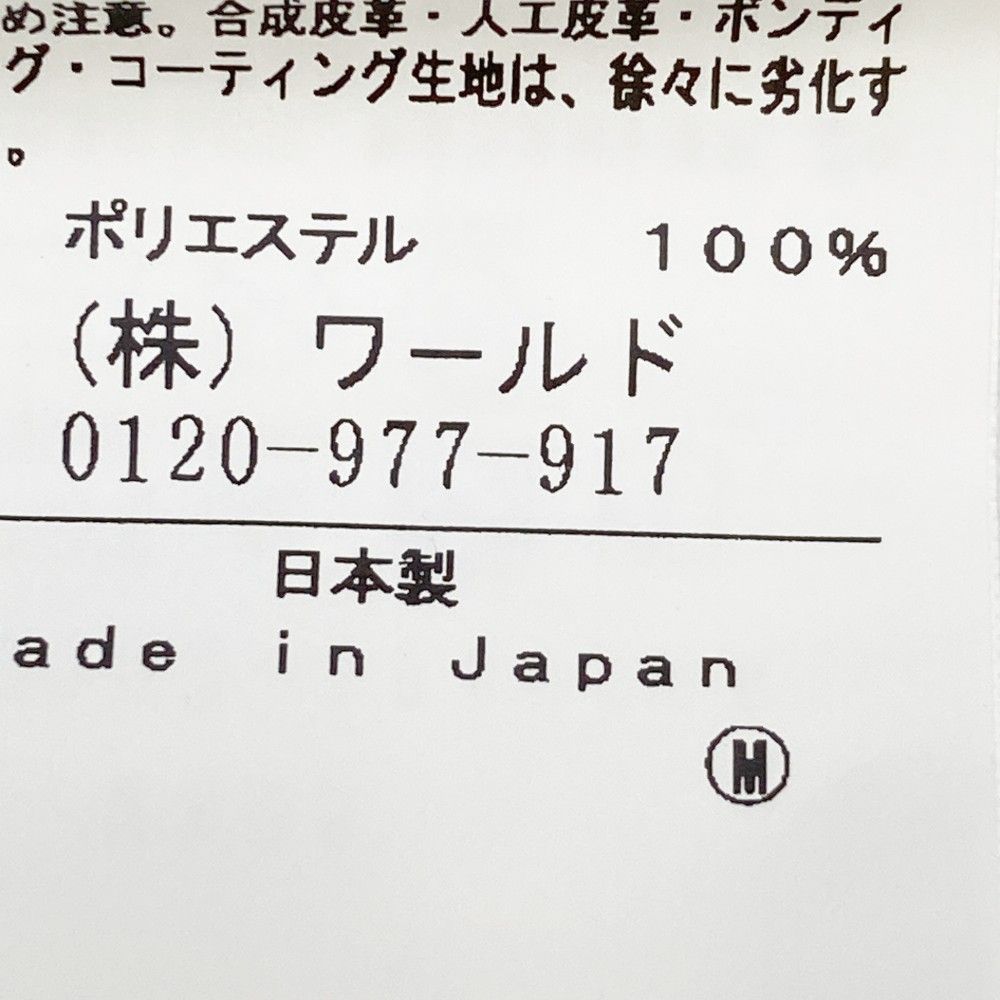 め注意。合成皮革・人工皮革・ボンディ
グ・コーティング生地は、徐々に劣化す
。
ポリエステル １００％
（株）ワールド
0120-977-917
日本製
ade in Japan
Ⓜ